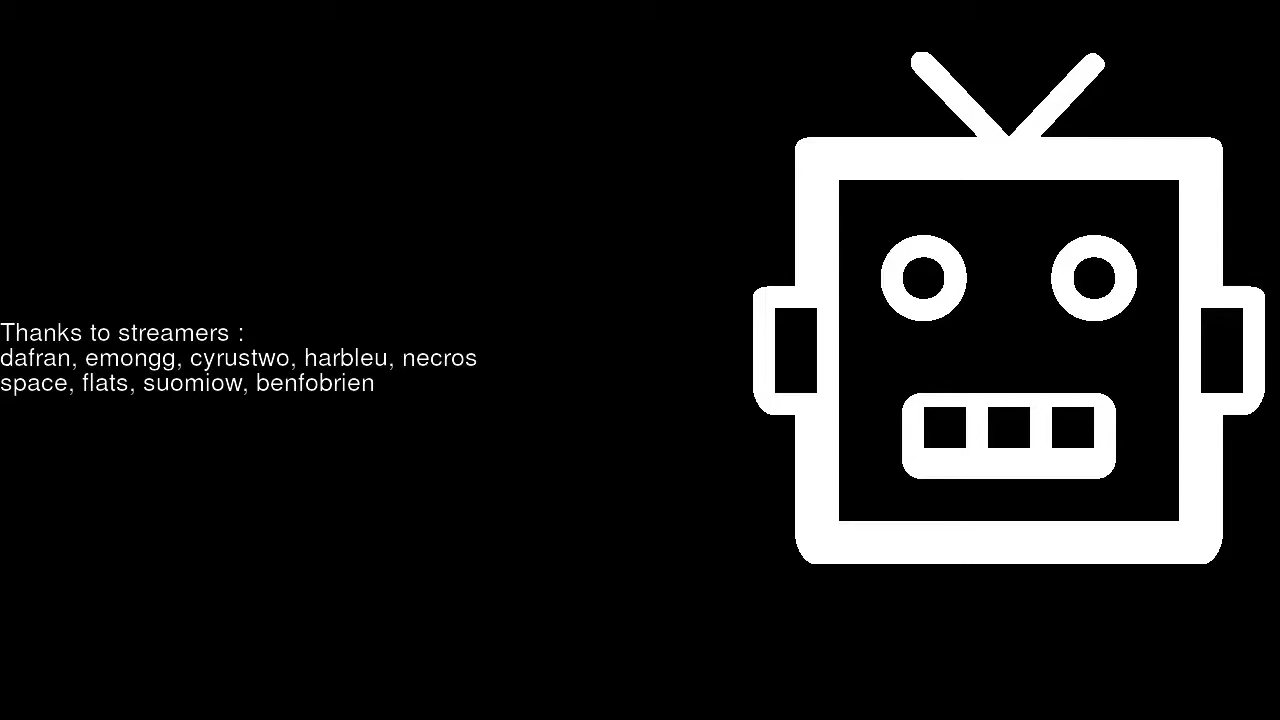 Thanks to streamers :
dafran, emongg, cyrustwo, harbleu, necros
space, flats, suomiow, benfobrien